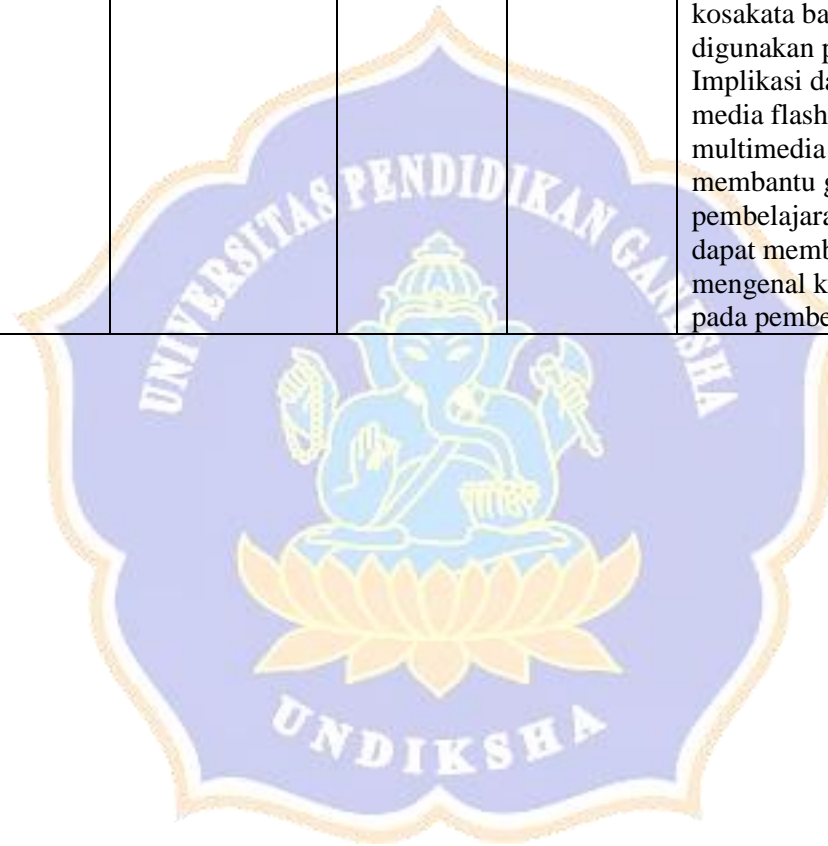 kosakata ba
digunakan p
Implikasi da
media flash
multimedia
membantu g
pembelajara
dapat memb
mengenal k
pada pembe
UNIVERSITAS PENDIDIKAN GANESHA
UNDIKSHA